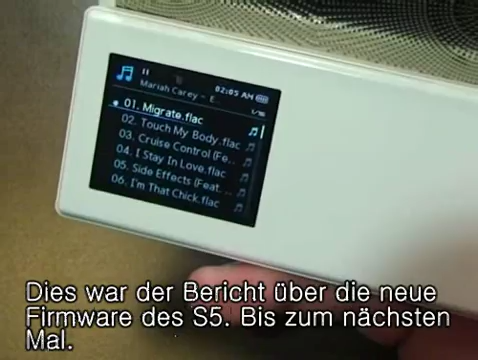 02:05 AM
Mariah Carey - E..
01. Migrate.flac
02. Touch My Body.flac
03. Cruise Control (Fe..
04. I Stay In Love.flac
05. Side Effects (Feat. ..
06. I'm That Chick.flac
Dies war der Bericht über die neue
Firmware des S5. Bis zum nächsten
Mal.